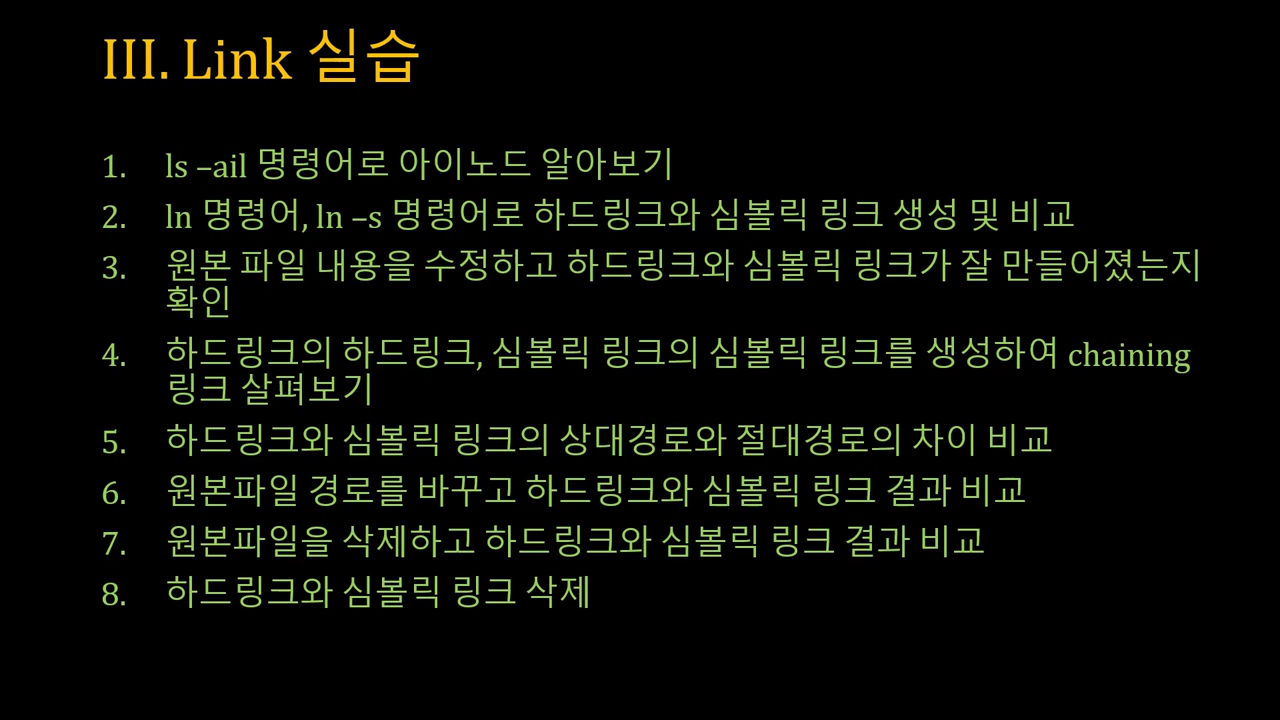 III. Link 실습
1. ls –ail 명령어로 아이노드 알아보기
2. ln 명령어, ln –s 명령어로 하드링크와 심볼릭 링크 생성 및 비교
3. 원본 파일 내용을 수정하고 하드링크와 심볼릭 링크가 잘 만들어졌는지
확인
4. 하드링크의 하드링크, 심볼릭 링크의 심볼릭 링크를 생성하여 chaining
링크 살펴보기
5. 하드링크와 심볼릭 링크의 상대경로와 절대경로의 차이 비교
6. 원본파일 경로를 바꾸고 하드링크와 심볼릭 링크 결과 비교
7. 원본파일을 삭제하고 하드링크와 심볼릭 링크 결과 비교
8. 하드링크와 심볼릭 링크 삭제